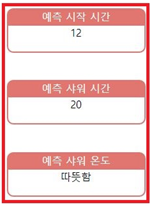 예측 시작 시간
12
예측 샤워 시간
20
예측 샤워 온도
따뜻함